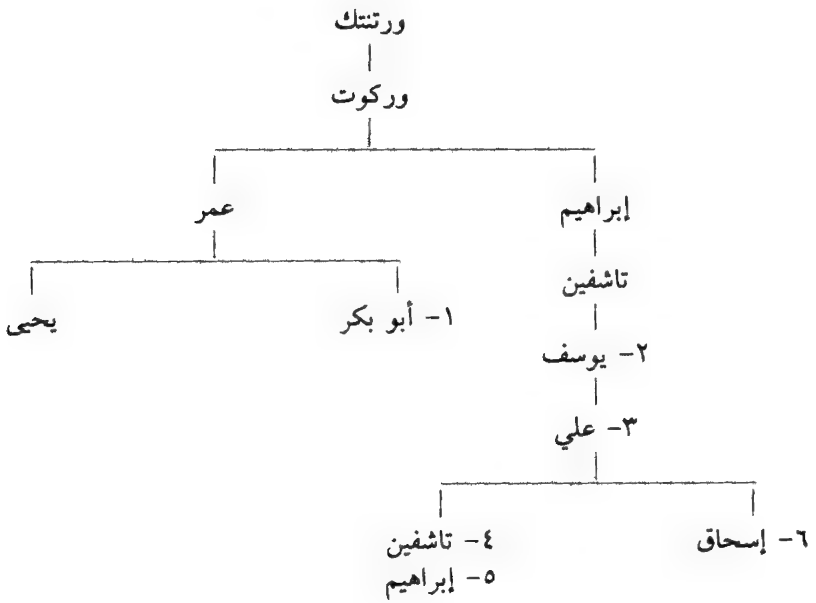 ورتنتك
وركوت
إبراهيم
عمر
تاشفين
١- أبو بكر
يحيى
٢- يوسف
٣- علي
٦- إسحاق
٤- تاشفين
٥- إبراهيم